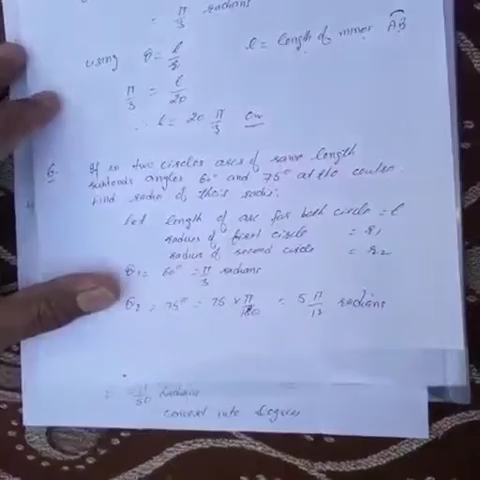 = π/3 radians
using θ = l/r l = length of minor AB
π/3 = l/20
∴ l = 20 π/3 cm
6. If in two circles arcs of same length
subtends angles 60° and 75° at the centre.
Find ratio of their radii.
Let length of arc for both circle = l
radius of first circle = r1
radius of second circle = r2
θ1 = 60° = π/3 radians
θ2 = 75° = 75 × π/180 = 5 π/12 radians
radians
convert into degrees